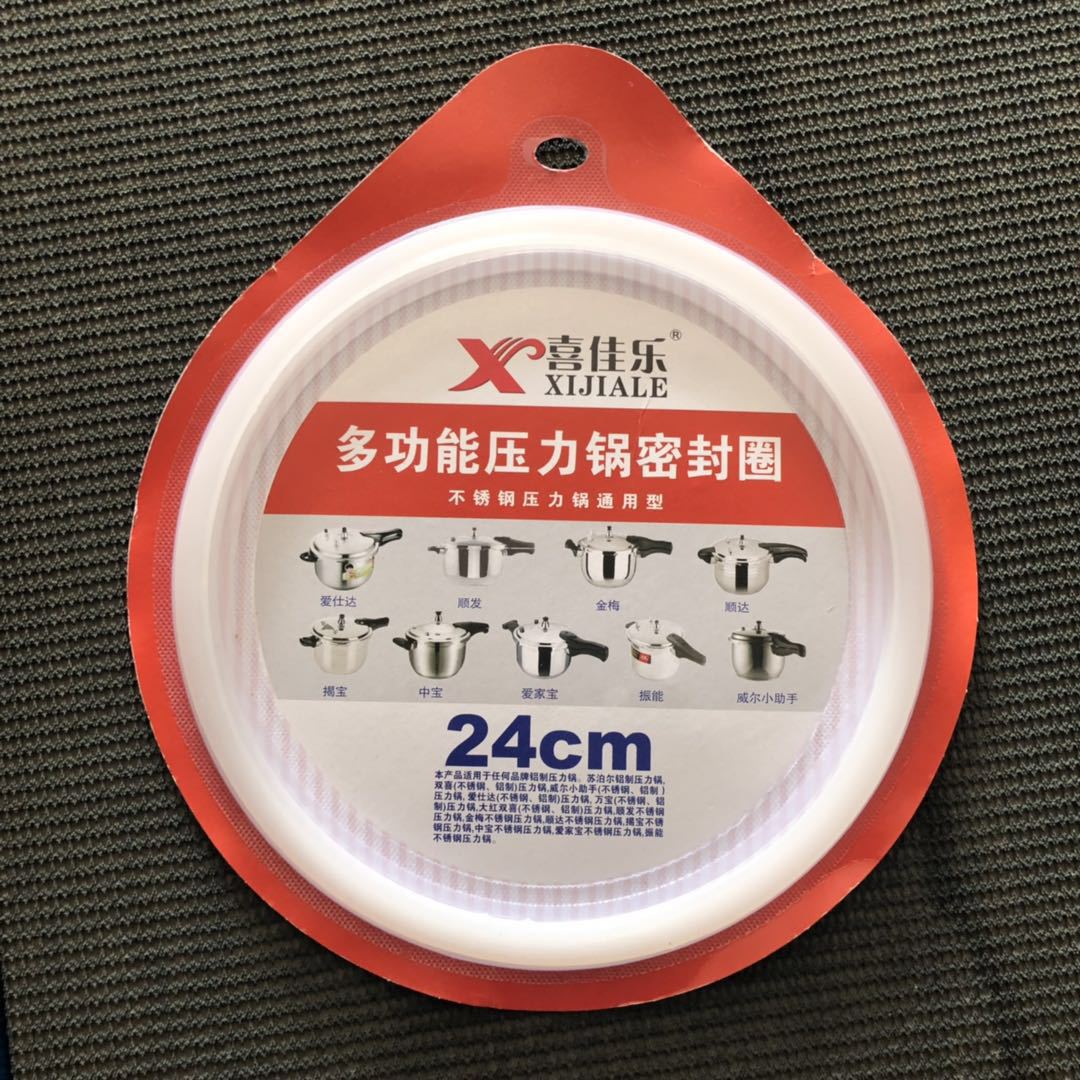 喜佳乐®
XIJIALE
多功能压力锅密封圈
不锈钢压力锅通用型
爱仕达 顺发 金梅 顺达
揭宝 中宝 爱家宝 振能 威尔小助手
24cm
本产品适用于任何品牌铝制压力锅。苏泊尔铝制压力锅,
双喜(不锈钢、铝制)压力锅,威尔小助手(不锈钢、铝制)
压力锅,爱仕达(不锈钢、铝制)压力锅,万宝(不锈钢、铝
制)压力锅,大红双喜(不锈钢、铝制)压力锅,顺发不锈钢
压力锅,金梅不锈钢压力锅,顺达不锈钢压力锅,揭宝不锈
钢压力锅,中宝不锈钢压力锅,爱家宝不锈钢压力锅,振能
不锈钢压力锅。